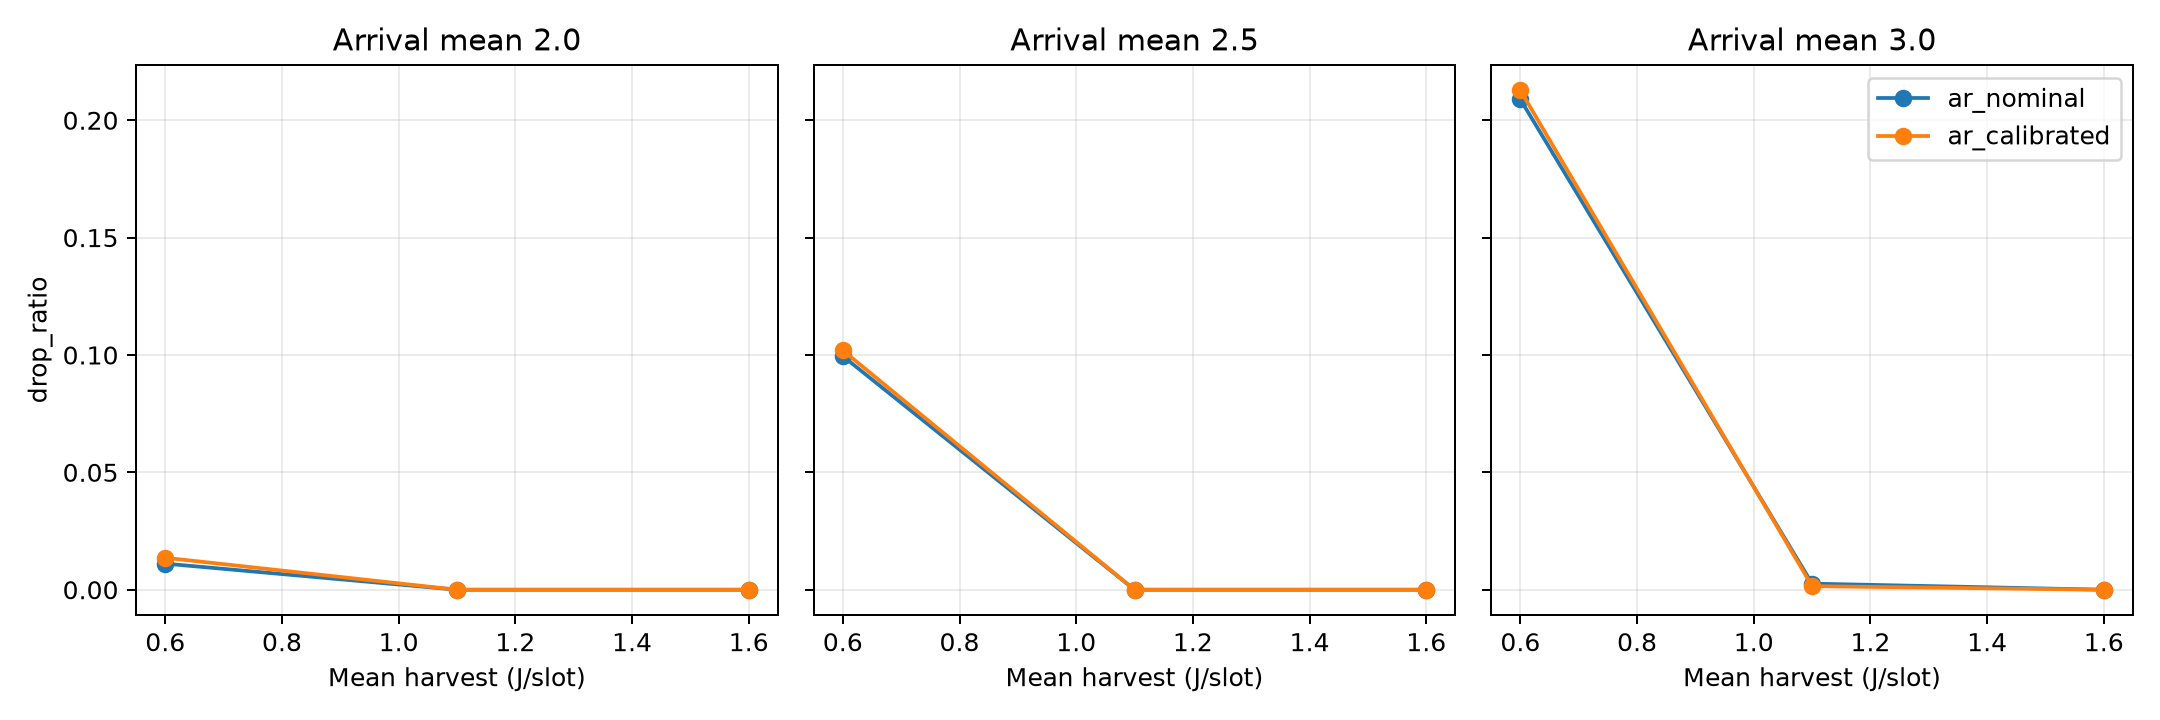 Arrival mean 2.0
Arrival mean 2.5
Arrival mean 3.0
ar_nominal
ar_calibrated
drop_ratio
0.20
0.15
0.10
0.05
0.00
0.6 0.8 1.0 1.2 1.4 1.6
0.6 0.8 1.0 1.2 1.4 1.6
0.6 0.8 1.0 1.2 1.4 1.6
Mean harvest (J/slot)
Mean harvest (J/slot)
Mean harvest (J/slot)